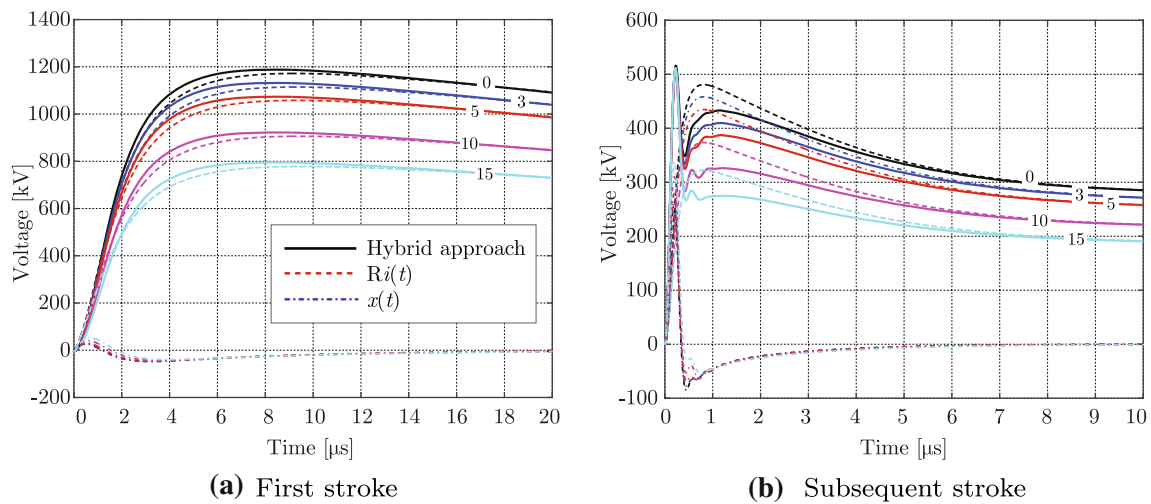 1400
1200
1000
800
600
400
200
0
-200
Voltage [kV]
0 2 4 6 8 10 12 14 16 18 20
Time [μs]
0
3
5
10
15
Hybrid approach
Ri(t)
x(t)
(a) First stroke
600
500
400
300
200
100
0
-100
Voltage [kV]
0 1 2 3 4 5 6 7 8 9 10
Time [μs]
0
3
5
10
15
(b) Subsequent stroke